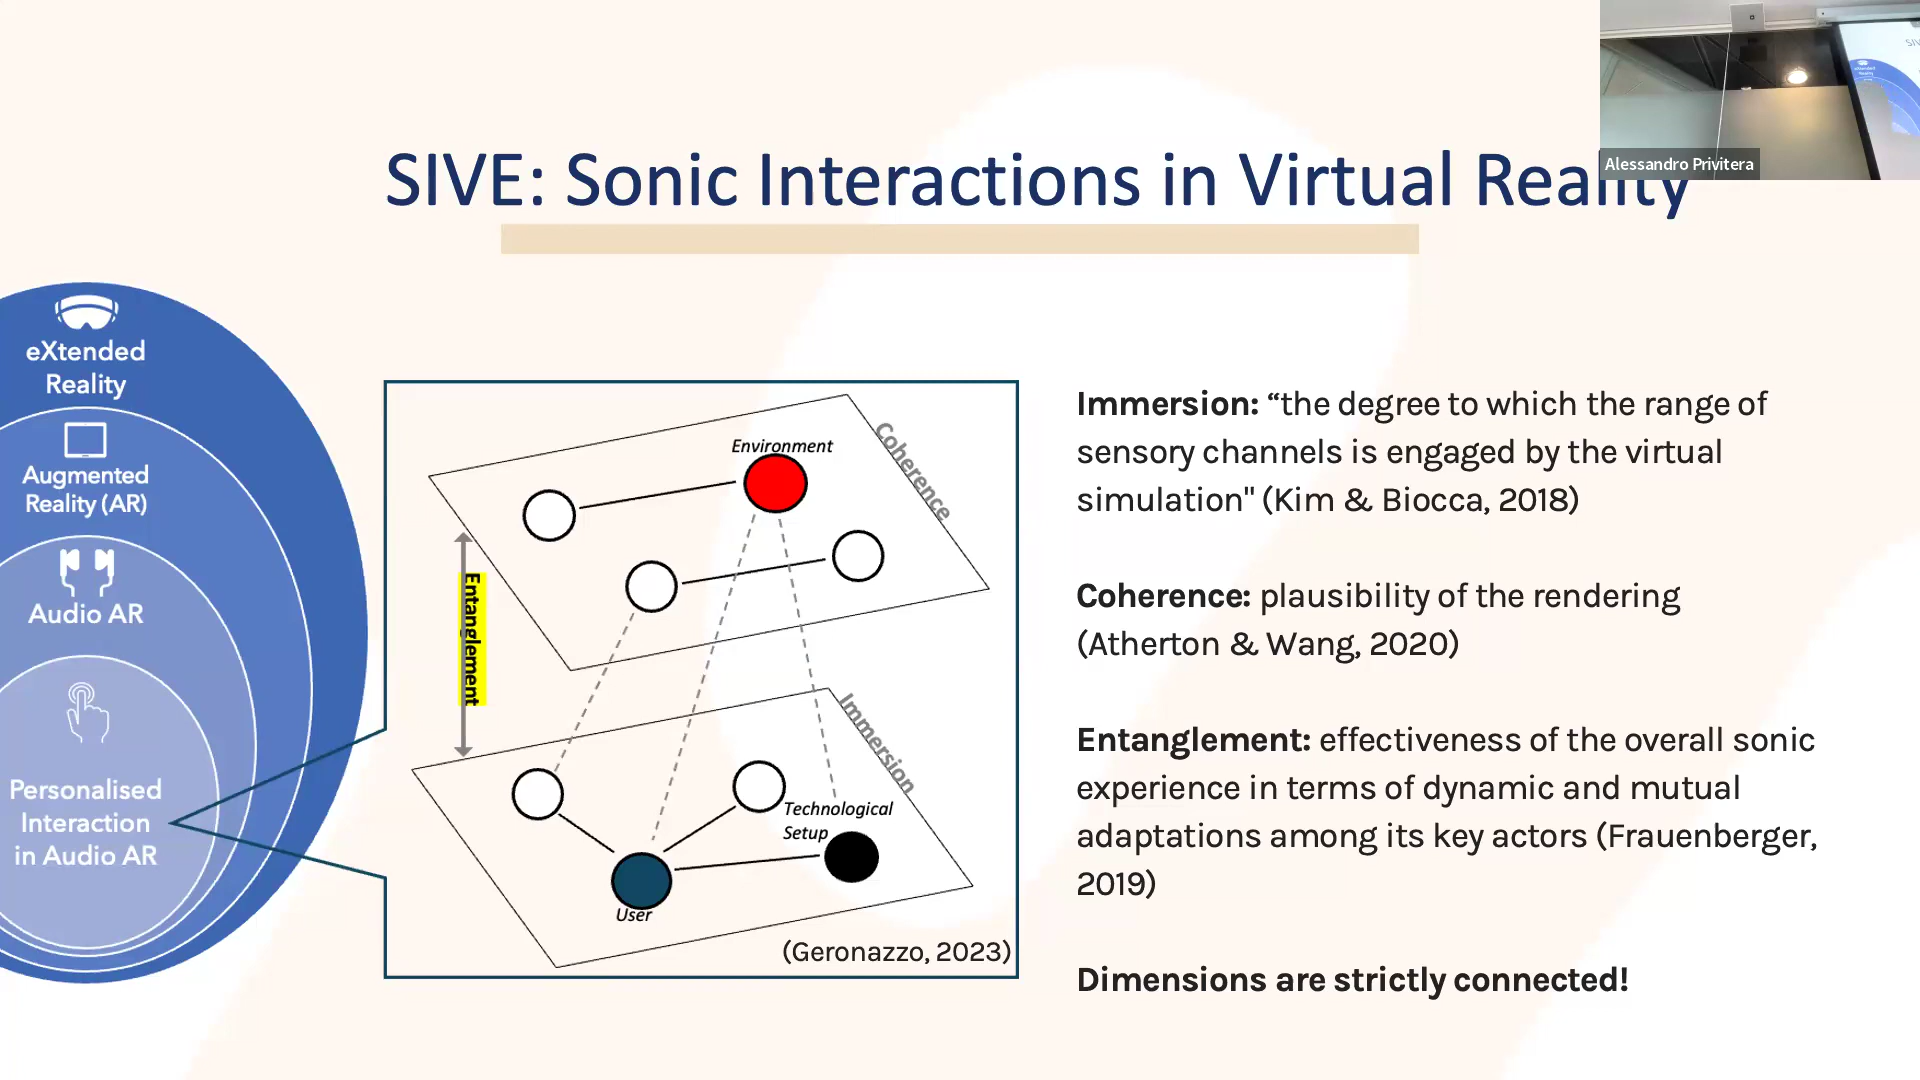 Alessandro Privitera
SIVE: Sonic Interactions in Virtual Reality
eXtended
Reality
Augmented
Reality (AR)
Audio AR
Personalised
Interaction
in Audio AR
Environment
Coherence
Entanglement
Immersion
Technological
Setup
User
(Geronazzo, 2023)
Immersion: “the degree to which the range of
sensory channels is engaged by the virtual
simulation" (Kim & Biocca, 2018)
Coherence: plausibility of the rendering
(Atherton & Wang, 2020)
Entanglement: effectiveness of the overall sonic
experience in terms of dynamic and mutual
adaptations among its key actors (Frauenberger,
2019)
Dimensions are strictly connected!